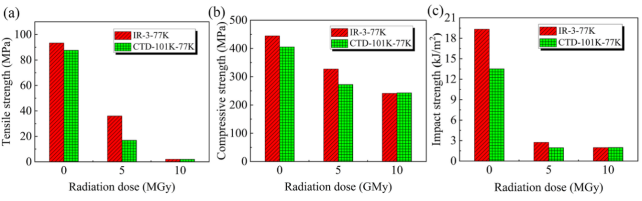 (a)
Tensile strength (MPa)
100
80
60
40
20
0
IR-3-77K
CTD-101K-77K
0 5 10
Radiation dose (MGy)
(b)
Compressive strength (MPa)
500
400
300
200
100
0
IR-3-77K
CTD-101K-77K
0 5 10
Radiation dose (GMy)
(c)
Impact strength (kJ/m²)
21
18
15
12
9
6
3
0
IR-3-77K
CTD-101K-77K
0 5 10
Radiation dose (MGy)